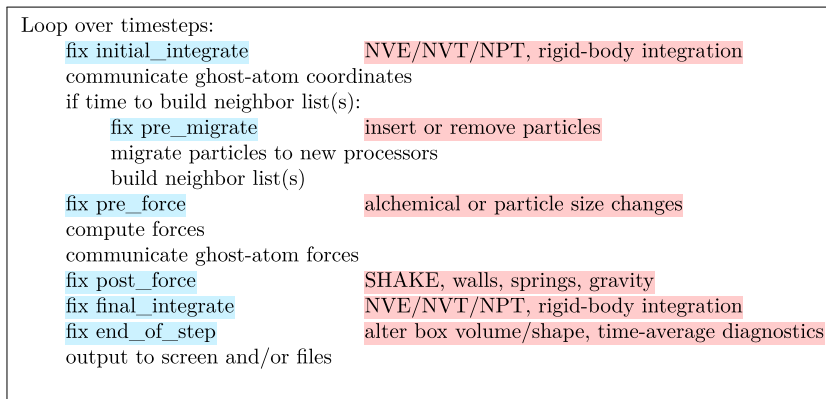 Loop over timesteps:
fix initial_integrate NVE/NVT/NPT, rigid-body integration
communicate ghost-atom coordinates
if time to build neighbor list(s):
fix pre_migrate insert or remove particles
migrate particles to new processors
build neighbor list(s)
fix pre_force alchemical or particle size changes
compute forces
communicate ghost-atom forces
fix post_force SHAKE, walls, springs, gravity
fix final_integrate NVE/NVT/NPT, rigid-body integration
fix end_of_step alter box volume/shape, time-average diagnostics
output to screen and/or files